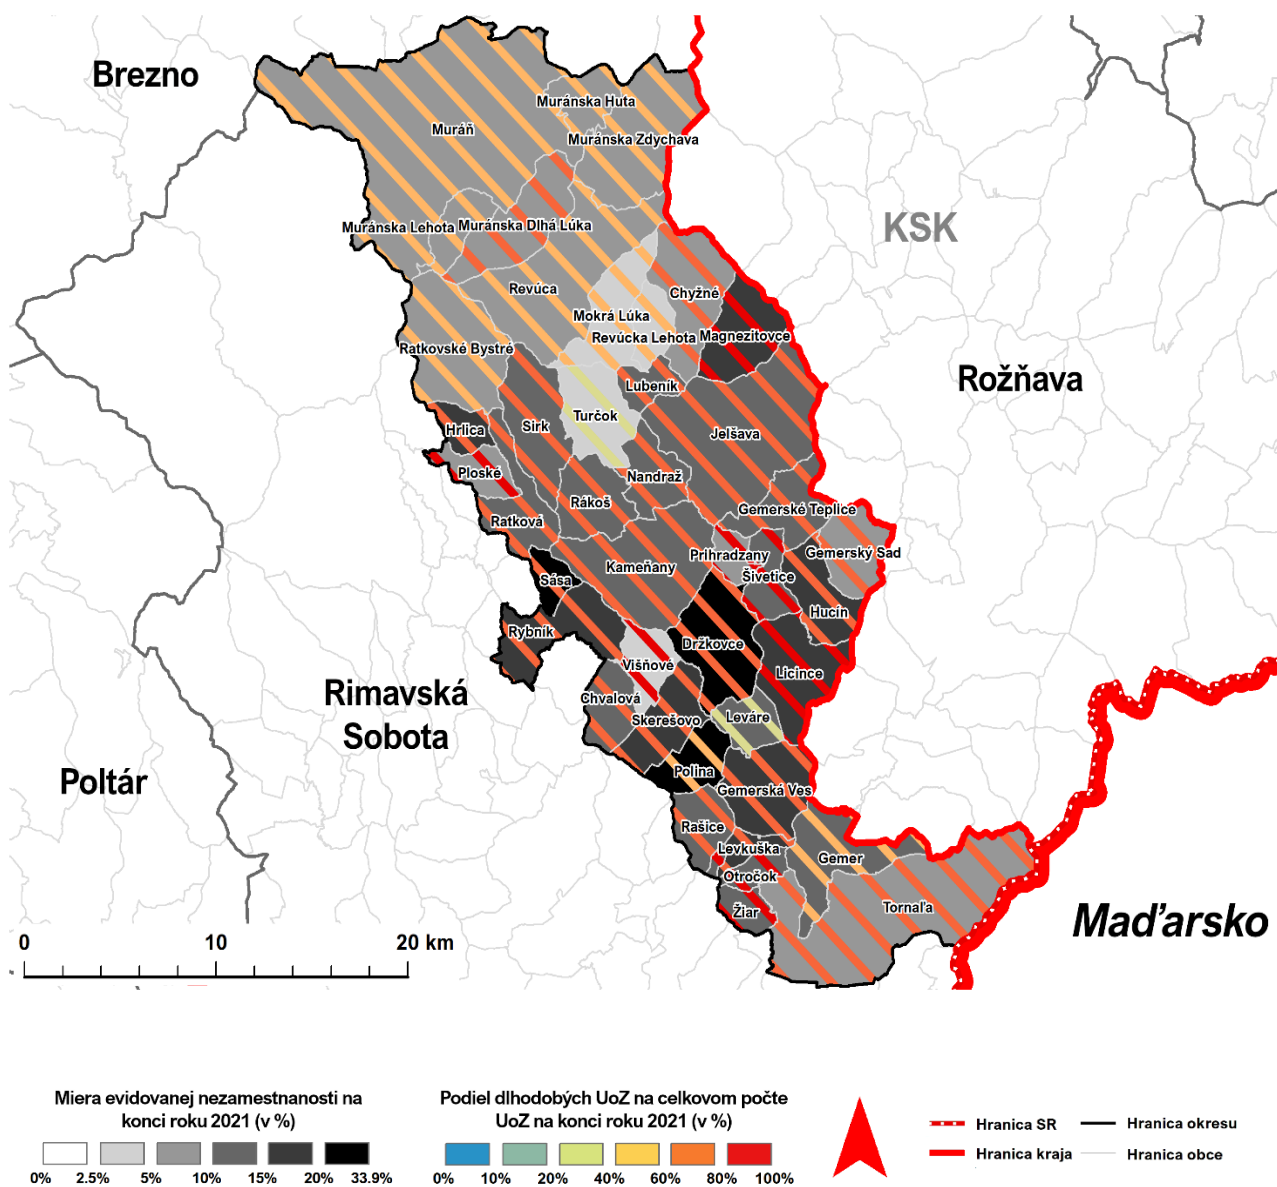 Brezno
Muránska Huta
Muráň
Muránska Zdychava
Muránska Lehota
Muránska Dlhá Lúka
KSK
Revúca
Chyžné
Mokrá Lúka
Revúcka Lehota
Magnezitovce
Ratkovské Bystré
Rožňava
Lubeník
Turčok
Hrlica
Sirk
Jelšava
Ploské
Nandraž
Rákoš
Ratková
Gemerské Teplice
Prihradzany
Gemerský Sad
Kameňany
Šivetice
Sása
Hucín
Rybník
Držkovce
Višňové
Licince
Rimavská
Sobota
Chvalová
Skerešovo
Leváre
Poltár
Polina
Gemerská Ves
Rašice
Levkuška
Gemer
Otročok
Tornaľa
Žiar
Maďarsko
0 10 20 km
Miera evidovanej nezamestnanosti na
konci roku 2021 (v %)
0% 2.5% 5% 10% 15% 20% 33.9%
Podiel dlhodobých UoZ na celkovom počte
UoZ na konci roku 2021 (v %)
0% 10% 20% 40% 60% 80% 100%
Hranica SR
Hranica okresu
Hranica kraja
Hranica obce